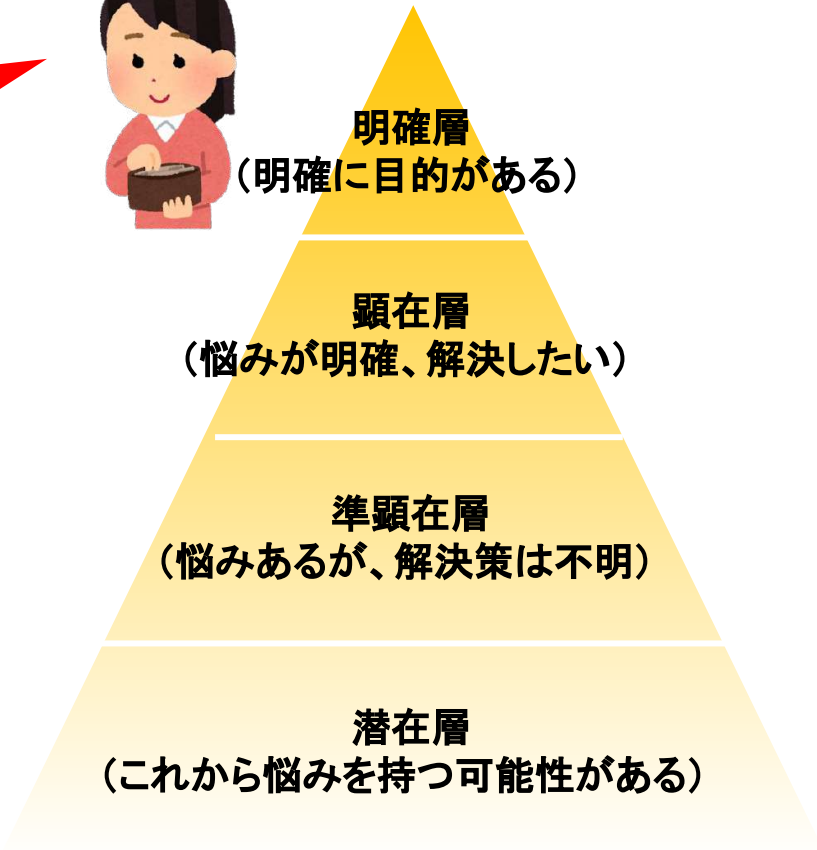 明確層
（明確に目的がある）
顕在層
（悩みが明確、解決したい）
準顕在層
（悩みあるが、解決策は不明）
潜在層
（これから悩みを持つ可能性がある）